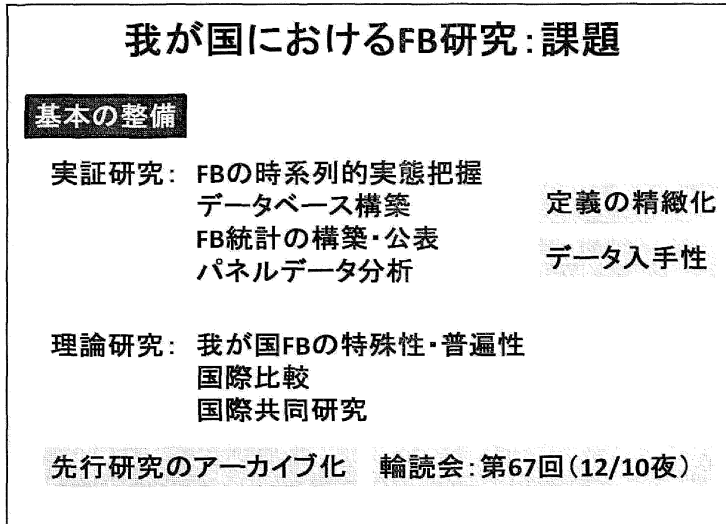 我が国におけるFB研究:課題
基本の整備
実証研究: FBの時系列的実態把握
データベース構築 定義の精緻化
FB統計の構築・公表
パネルデータ分析 データ入手性
理論研究: 我が国FBの特殊性・普遍性
国際比較
国際共同研究
先行研究のアーカイブ化 輪読会:第67回(12/10夜)